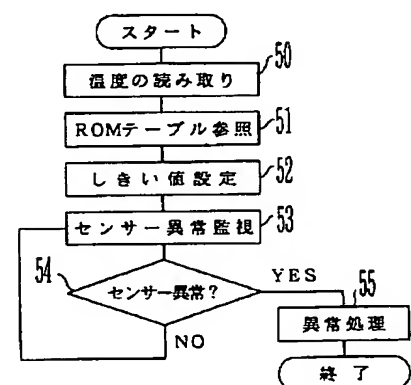 スタート
温度の読み取り
50
ROMテーブル参照
51
しきい値設定
52
センサー異常監視
53
54
センサー異常?
YES
NO
55
異常処理
終了